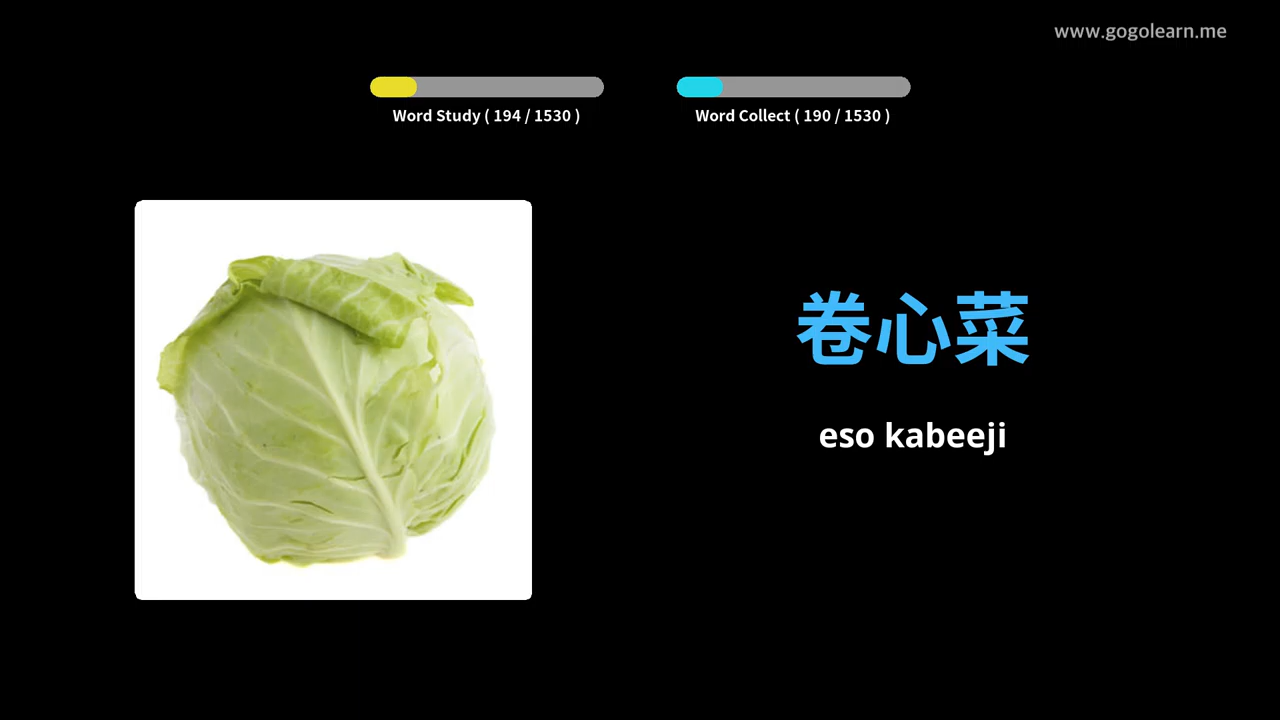 www.gogolearn.me
Word Study ( 194 / 1530 )
Word Collect ( 190 / 1530 )
卷心菜
eso kabeeji